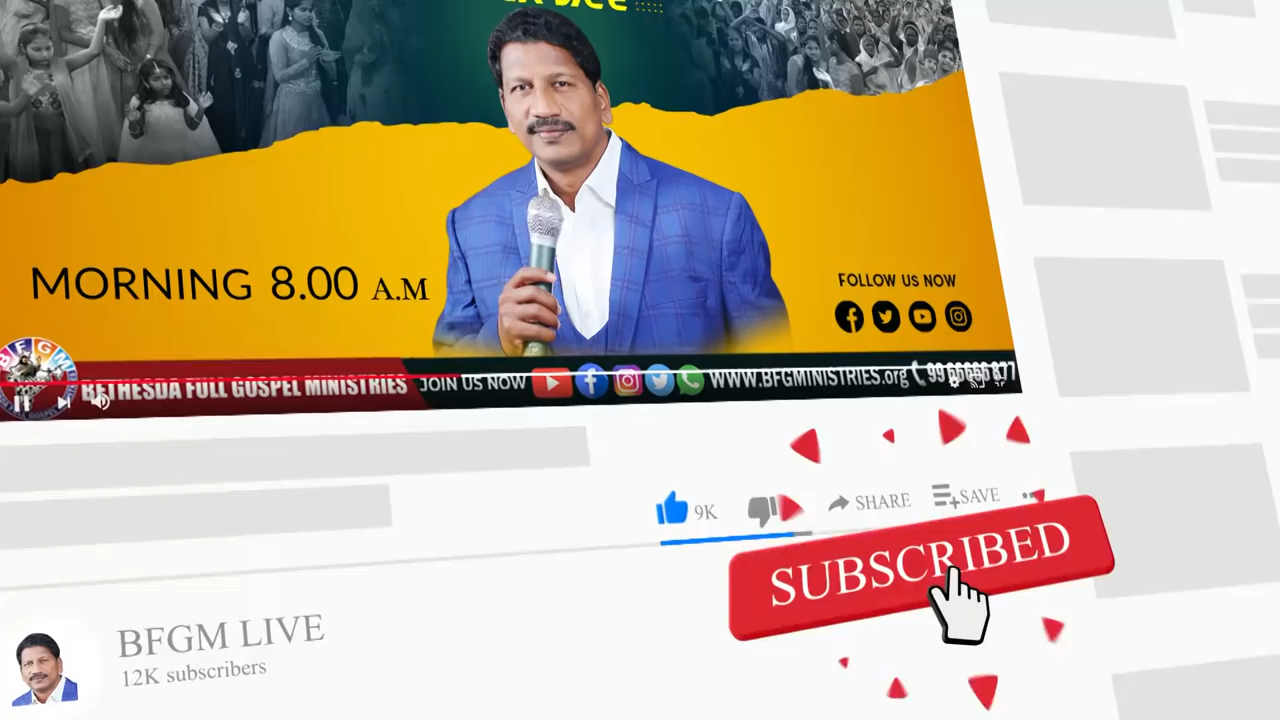 MORNING 8.00 A.M
FOLLOW US NOW
BFGM
BETHESDA FULL GOSPEL MINISTRIES
JOIN US NOW
WWW.BFGMINISTRIES.org
9K
SHARE
SAVE
SUBSCRIBED
BFGM LIVE
12K subscribers